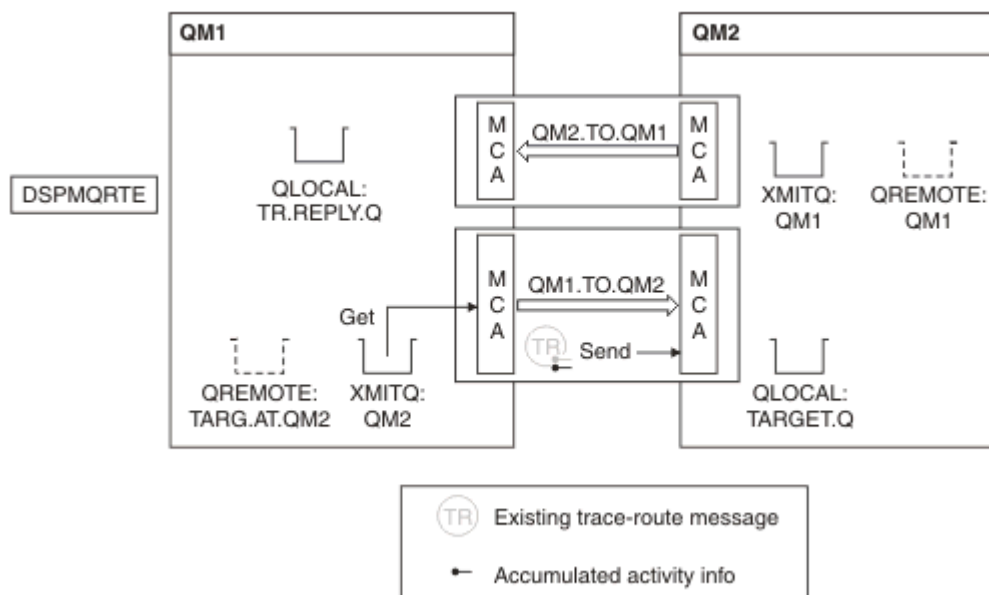 QM1
QM2
M
C
A
QM2.TO.QM1
M
C
A
DSPMQRTE
QLOCAL:
TR.REPLY.Q
XMITQ:
QM1
QREMOTE:
QM1
M
C
A
QM1.TO.QM2
M
C
A
Get
TR
Send
QREMOTE:
TARG.AT.QM2
XMITQ:
QM2
QLOCAL:
TARGET.Q
TR Existing trace-route message
Accumulated activity info